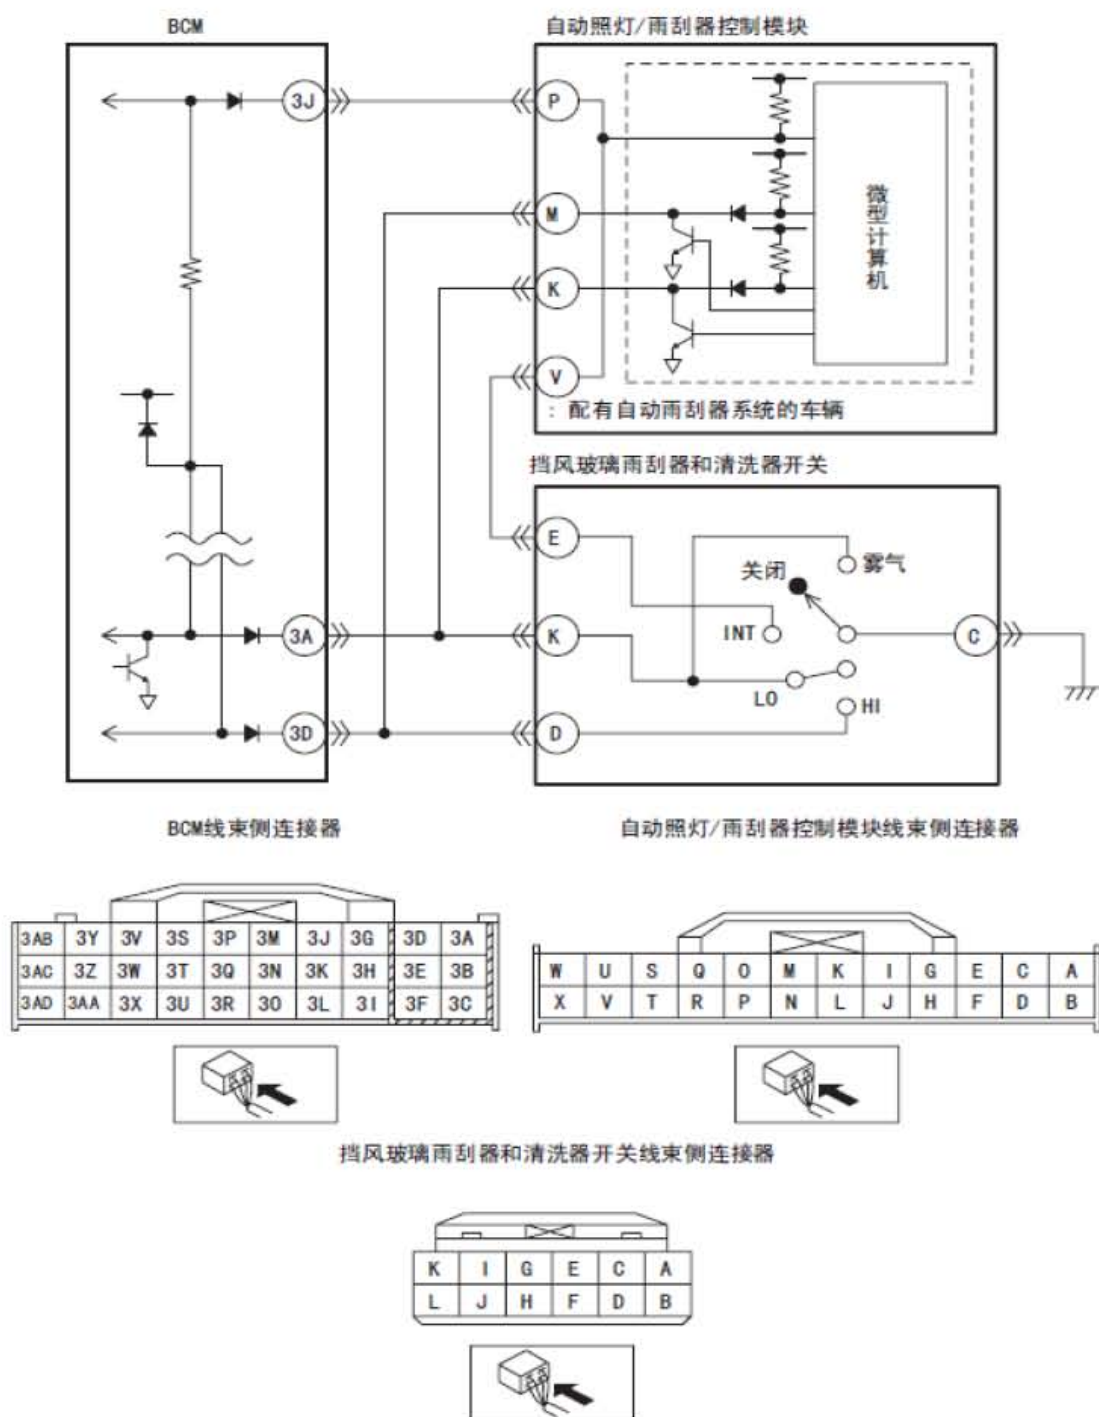 BCM
自动照灯/雨刮器控制模块
3J
P
M
K
V
微型计算机
: 配有自动雨刮器系统的车辆
挡风玻璃雨刮器和清洗器开关
E
雾气
关闭
INT
3A
K
C
LO
HI
3D
D
BCM线束侧连接器
自动照灯/雨刮器控制模块线束侧连接器
3AB 3Y 3V 3S 3P 3M 3J 3G 3D 3A
3AC 3Z 3W 3T 3Q 3N 3K 3H 3E 3B
3AD 3AA 3X 3U 3R 3O 3L 3I 3F 3C
W U S Q O M K I G E C A
X V T R P N L J H F D B
挡风玻璃雨刮器和清洗器开关线束侧连接器
K I G E C A
L J H F D B